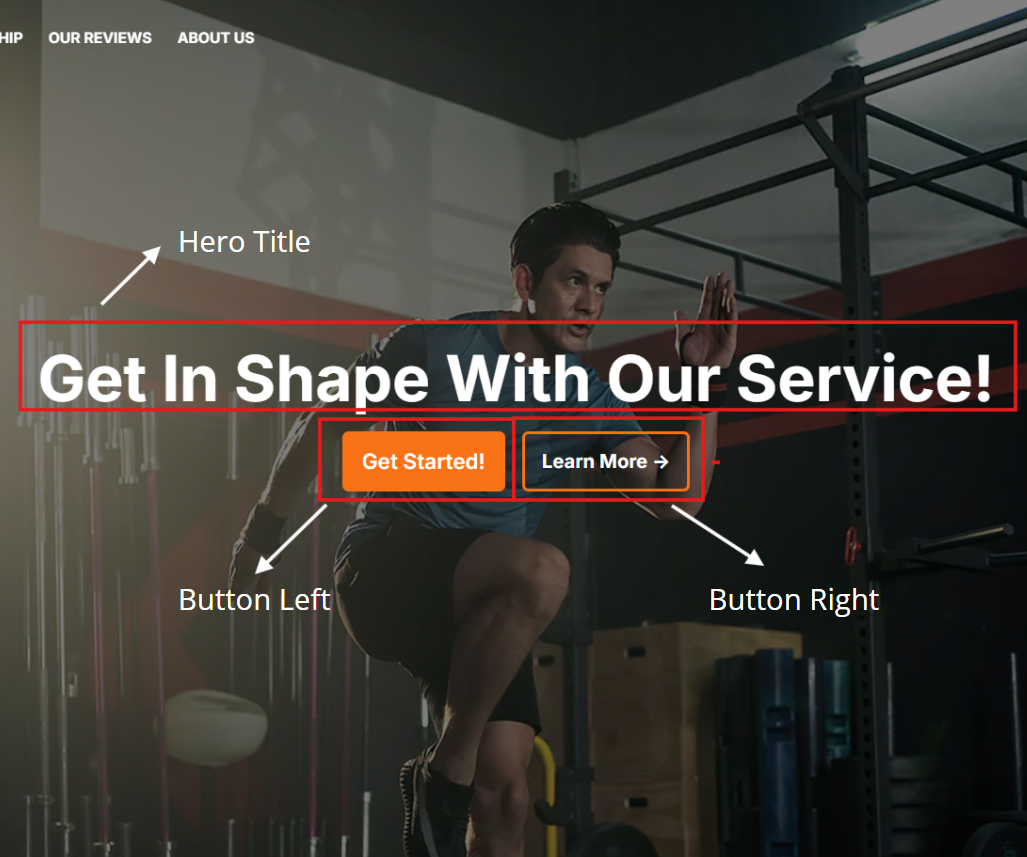 HIP OUR REVIEWS ABOUT US
Hero Title
Get In Shape With Our Service!
Get Started! Learn More →
Button Left Button Right